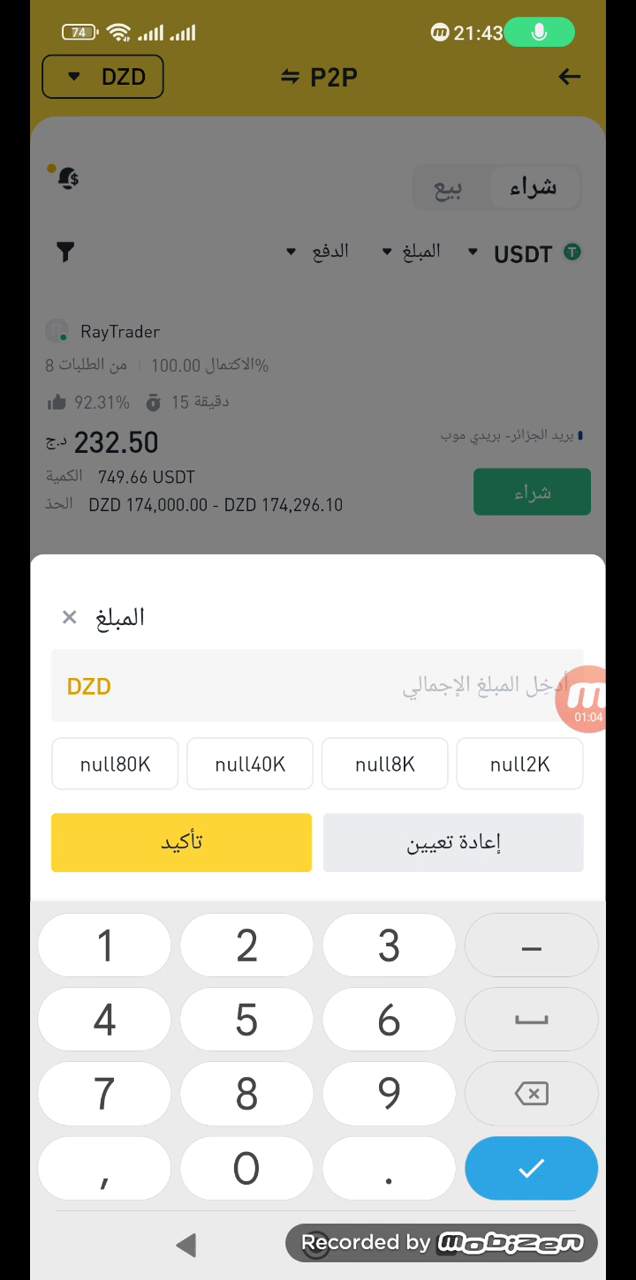 74
21:43
DZD
P2P
شراء
بيع
USDT
المبلغ
الدفع
RayTrader
8 من الطلبات | 100.00 الاكتمال%
92.31% 15 دقيقة
232.50 د.ج
بريد الجزائر- بريدي موب
الكمية 749.66 USDT
الحدّ DZD 174,000.00 - DZD 174,296.10
شراء
المبلغ
DZD
أدخِل المبلغ الإجمالي
01:04
null80K
null40K
null8K
null2K
تأكيد
إعادة تعيين
1 2 3 –
4 5 6
7 8 9
, 0 .
Recorded by mobizen